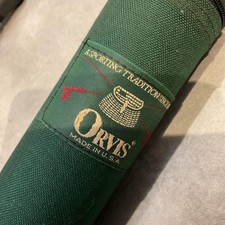 A SPORTING TRADITION SINCE
ORVIS
MADE IN U.S.A.